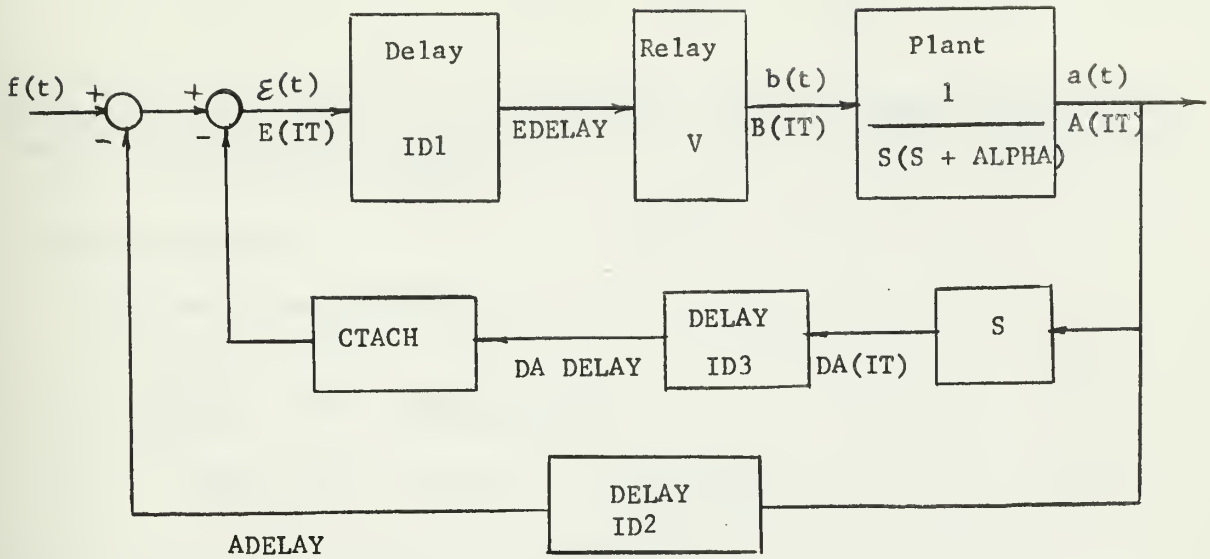 Delay
ID1
Relay
V
Plant
1
S(S + ALPHA)
f(t)
+
-
+
-
ε(t)
E(IT)
EDELAY
b(t)
B(IT)
a(t)
A(IT)
CTACH
DA DELAY
DELAY
ID3
DA(IT)
S
DELAY
ID2
ADELAY